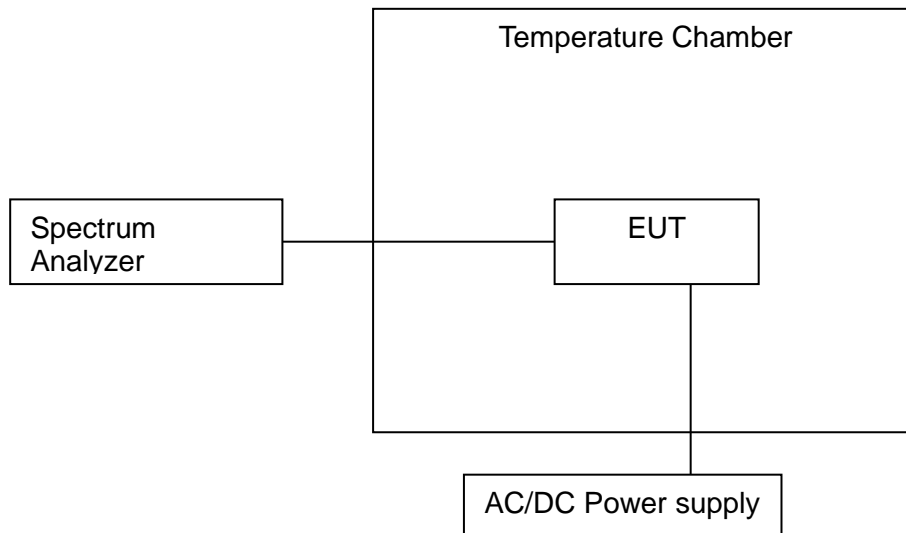 Temperature Chamber
Spectrum
Analyzer
EUT
AC/DC Power supply